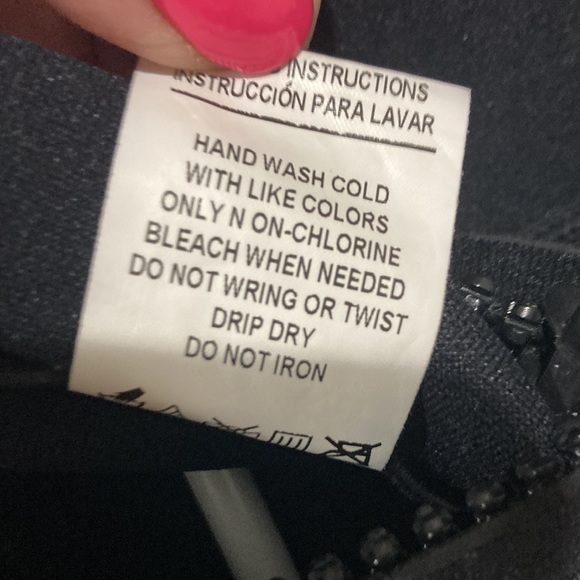 INSTRUCTIONS
INSTRUCCIÓN PARA LAVAR
HAND WASH COLD
WITH LIKE COLORS
ONLY N ON-CHLORINE
BLEACH WHEN NEEDED
DO NOT WRING OR TWIST
DRIP DRY
DO NOT IRON